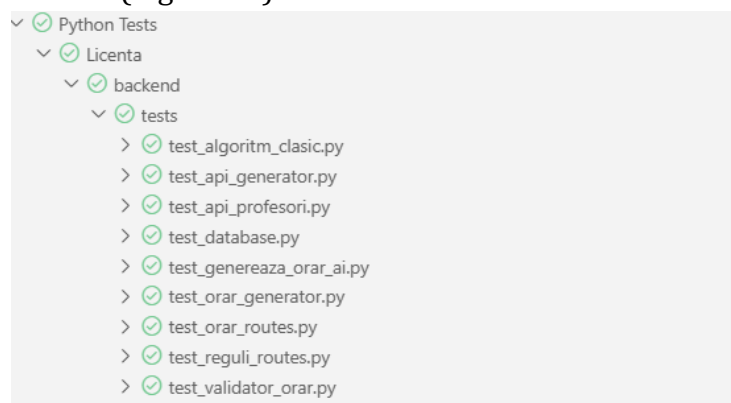 Python Tests
Licenta
backend
tests
test_algoritm_clasic.py
test_api_generator.py
test_api_profesori.py
test_database.py
test_genereaza_orar_ai.py
test_orar_generator.py
test_orar_routes.py
test_reguli_routes.py
test_validator_orar.py